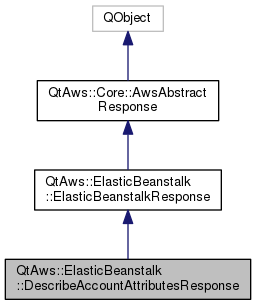 QObject
QtAws::Core::AwsAbstract
Response
QtAws::ElasticBeanstalk
::ElasticBeanstalkResponse
QtAws::ElasticBeanstalk
::DescribeAccountAttributesResponse